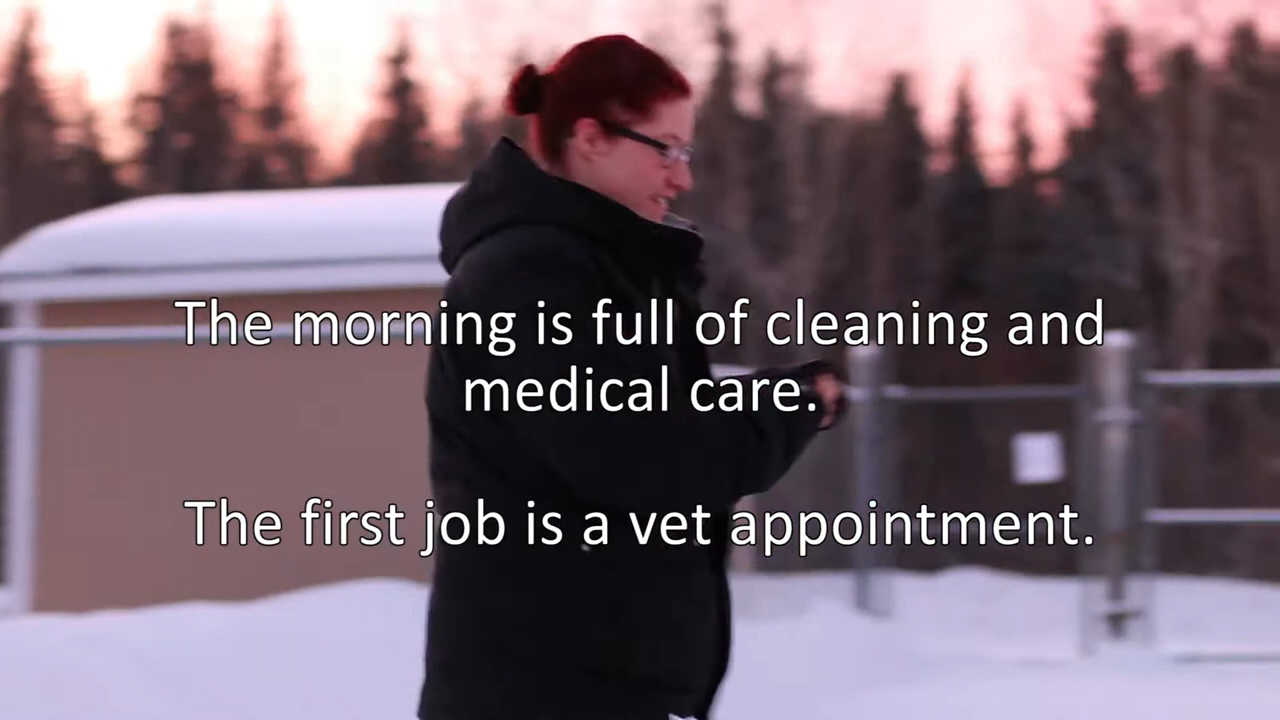 The morning is full of cleaning and
medical care.
The first job is a vet appointment.